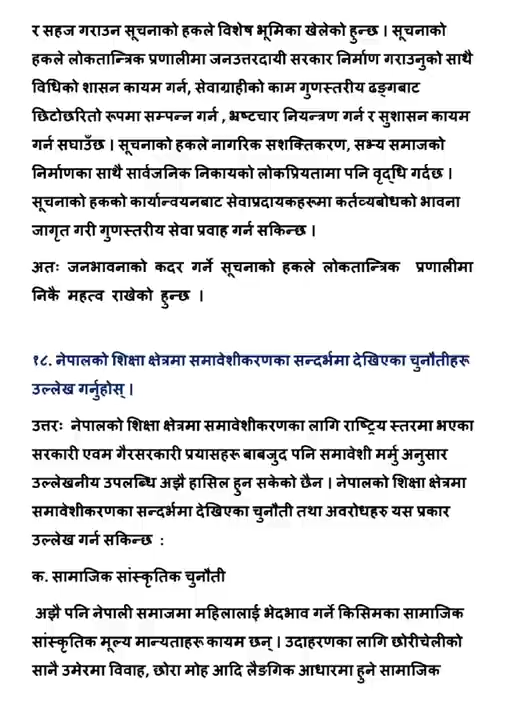 र सहज गराउन सूचनाको हकले विशेष भूमिका खेलेको हुन्छ । सूचनाको
हकले लोकतान्त्रिक प्रणालीमा जनउत्तरदायी सरकार निर्माण गराउनुको साथै
विधिको शासन कायम गर्न, सेवाग्राहीको काम गुणस्तरीय ढङ्गबाट
छिटोछरितो रूपमा सम्पन्न गर्न , भ्रष्टचार नियन्त्रण गर्न र सुशासन कायम
गर्न सघाउँछ । सूचनाको हकले नागरिक सशक्तिकरण, सभ्य समाजको
निर्माणका साथै सार्वजनिक निकायको लोकप्रियतामा पनि वृद्धि गर्दछ ।
सूचनाको हकको कार्यान्वयनबाट सेवाप्रदायकहरूमा कर्तव्यबोधको भावना
जागृत गरी गुणस्तरीय सेवा प्रवाह गर्न सकिन्छ ।
अतः जनभावनाको कदर गर्ने सूचनाको हकले लोकतान्त्रिक प्रणालीमा
निकै महत्व राखेको हुन्छ ।
१८. नेपालको शिक्षा क्षेत्रमा समावेशीकरणका सन्दर्भमा देखिएका चुनौतीहरू
उल्लेख गर्नुहोस् ।
उत्तरः नेपालको शिक्षा क्षेत्रमा समावेशीकरणका लागि राष्ट्रिय स्तरमा भएका
सरकारी एवम गैरसरकारी प्रयासहरू बाबजुद पनि समावेशी मर्मु अनुसार
उल्लेखनीय उपलब्धि अझै हासिल हुन सकेको छैन । नेपालको शिक्षा क्षेत्रमा
समावेशीकरणका सन्दर्भमा देखिएका चुनौती तथा अवरोधहरु यस प्रकार
उल्लेख गर्न सकिन्छ :
क. सामाजिक सांस्कृतिक चुनौती
अझै पनि नेपाली समाजमा महिलालाई भेदभाव गर्ने किसिमका सामाजिक
सांस्कृतिक मूल्य मान्यताहरू कायम छन् । उदाहरणका लागि छोरीचेलीको
सानै उमेरमा विवाह, छोरा मोह आदि लैङगिक आधारमा हुने सामाजिक